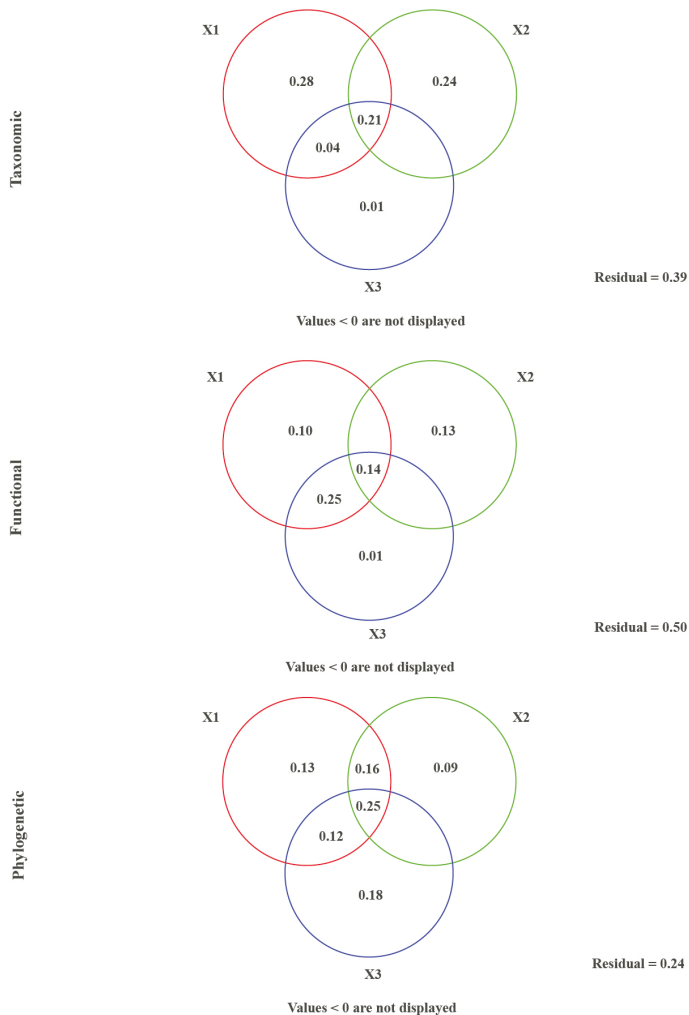 X1
X2
0.28
0.24
0.21
0.04
0.01
Taxonomic
X3
Residual = 0.39
Values < 0 are not displayed
X1
X2
0.10
0.13
0.14
0.25
0.01
Functional
X3
Residual = 0.50
Values < 0 are not displayed
X1
X2
0.13
0.16
0.09
0.25
0.12
0.18
Phylogenetic
X3
Residual = 0.24
Values < 0 are not displayed